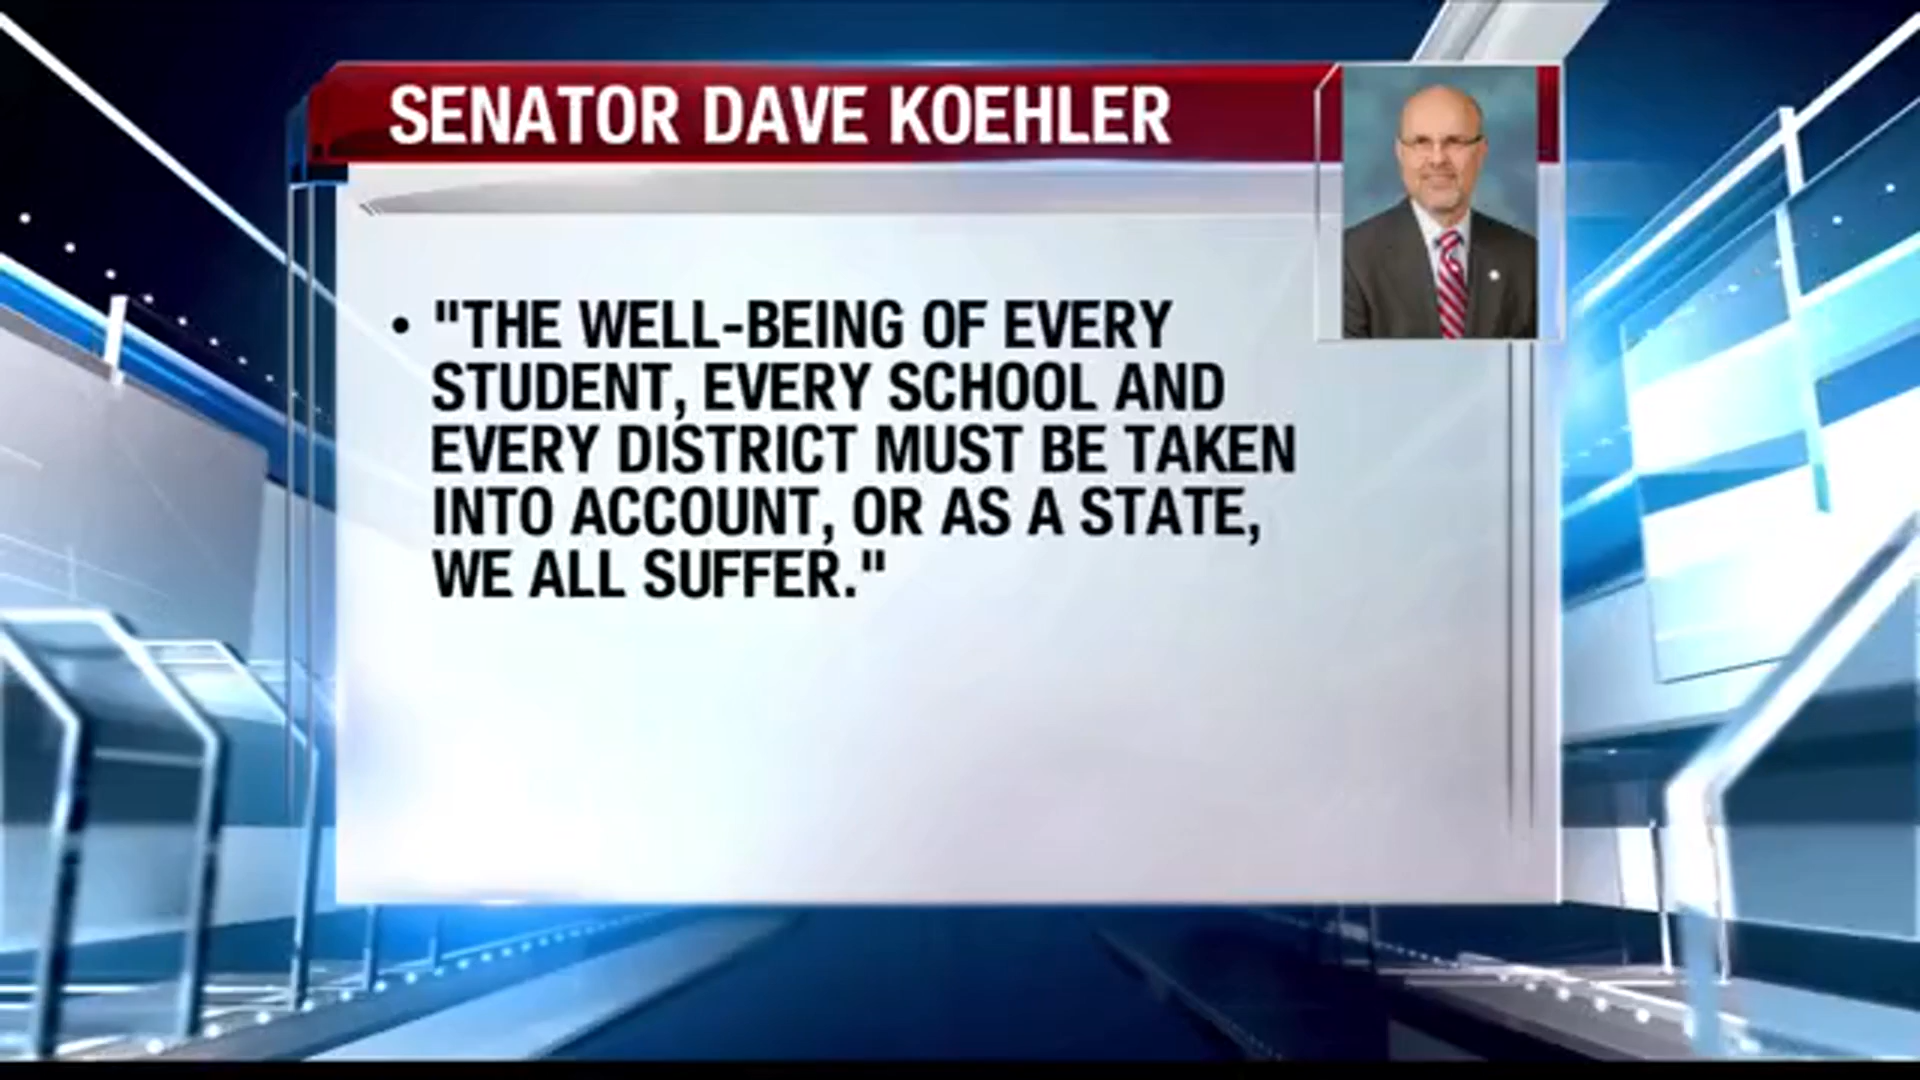 SENATOR DAVE KOEHLER
• "THE WELL-BEING OF EVERY
STUDENT, EVERY SCHOOL AND
EVERY DISTRICT MUST BE TAKEN
INTO ACCOUNT, OR AS A STATE,
WE ALL SUFFER."